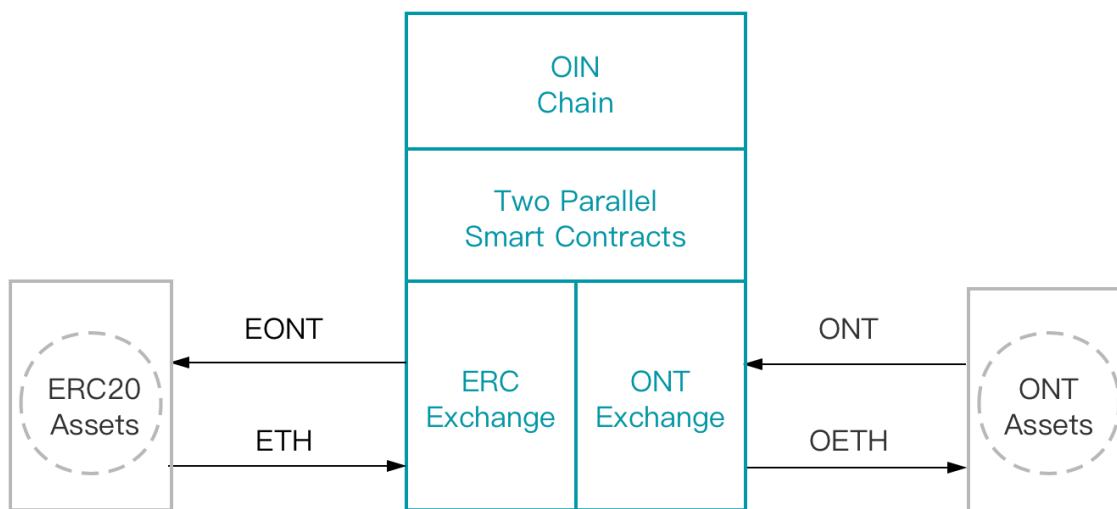 OIN
Chain
Two Parallel
Smart Contracts
EONT
ONT
ERC20
Assets
ERC
Exchange
ONT
Exchange
ONT
Assets
ETH
OETH